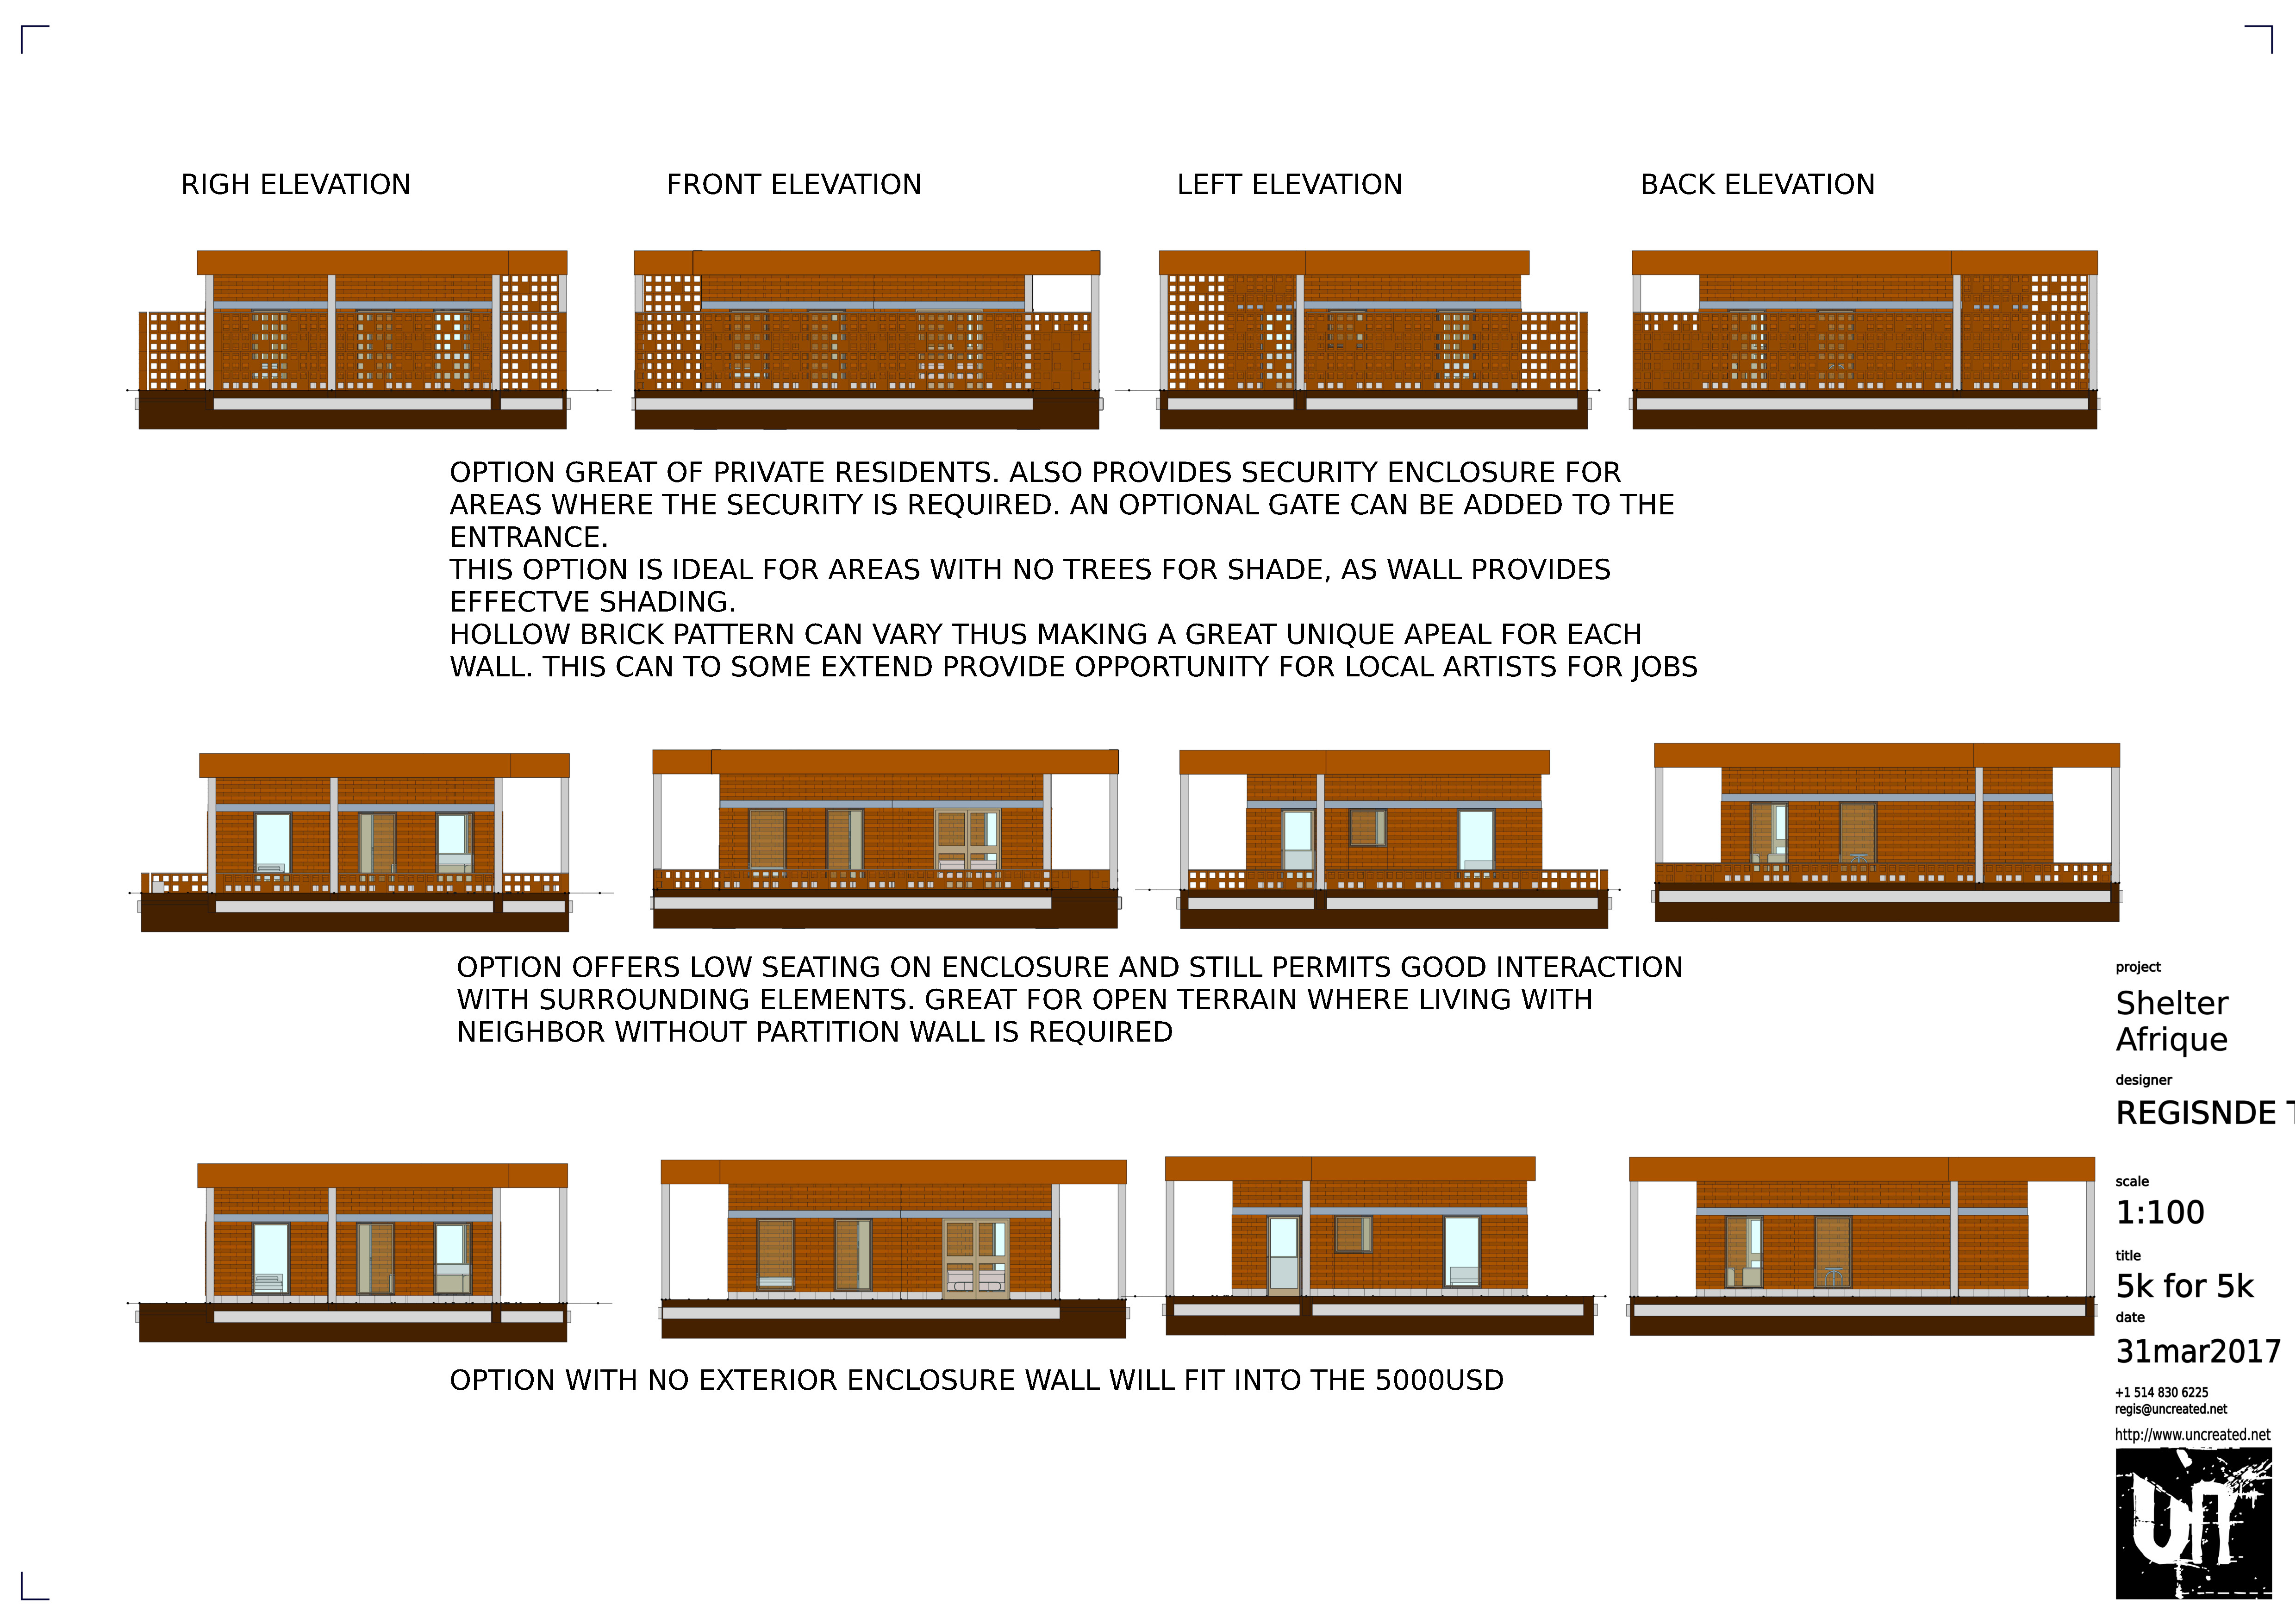 RIGH ELEVATION
FRONT ELEVATION
LEFT ELEVATION
BACK ELEVATION
OPTION GREAT OF PRIVATE RESIDENTS. ALSO PROVIDES SECURITY ENCLOSURE FOR
AREAS WHERE THE SECURITY IS REQUIRED. AN OPTIONAL GATE CAN BE ADDED TO THE
ENTRANCE.
THIS OPTION IS IDEAL FOR AREAS WITH NO TREES FOR SHADE, AS WALL PROVIDES
EFFECTVE SHADING.
HOLLOW BRICK PATTERN CAN VARY THUS MAKING A GREAT UNIQUE APEAL FOR EACH
WALL. THIS CAN TO SOME EXTEND PROVIDE OPPORTUNITY FOR LOCAL ARTISTS FOR JOBS
OPTION OFFERS LOW SEATING ON ENCLOSURE AND STILL PERMITS GOOD INTERACTION
WITH SURROUNDING ELEMENTS. GREAT FOR OPEN TERRAIN WHERE LIVING WITH
NEIGHBOR WITHOUT PARTITION WALL IS REQUIRED
OPTION WITH NO EXTERIOR ENCLOSURE WALL WILL FIT INTO THE 5000USD
project
Shelter
Afrique
designer
REGISNDE
scale
1:100
title
5k for 5k
date
31mar2017
+1 514 830 6225
regis@uncreated.net
http://www.uncreated.net
un